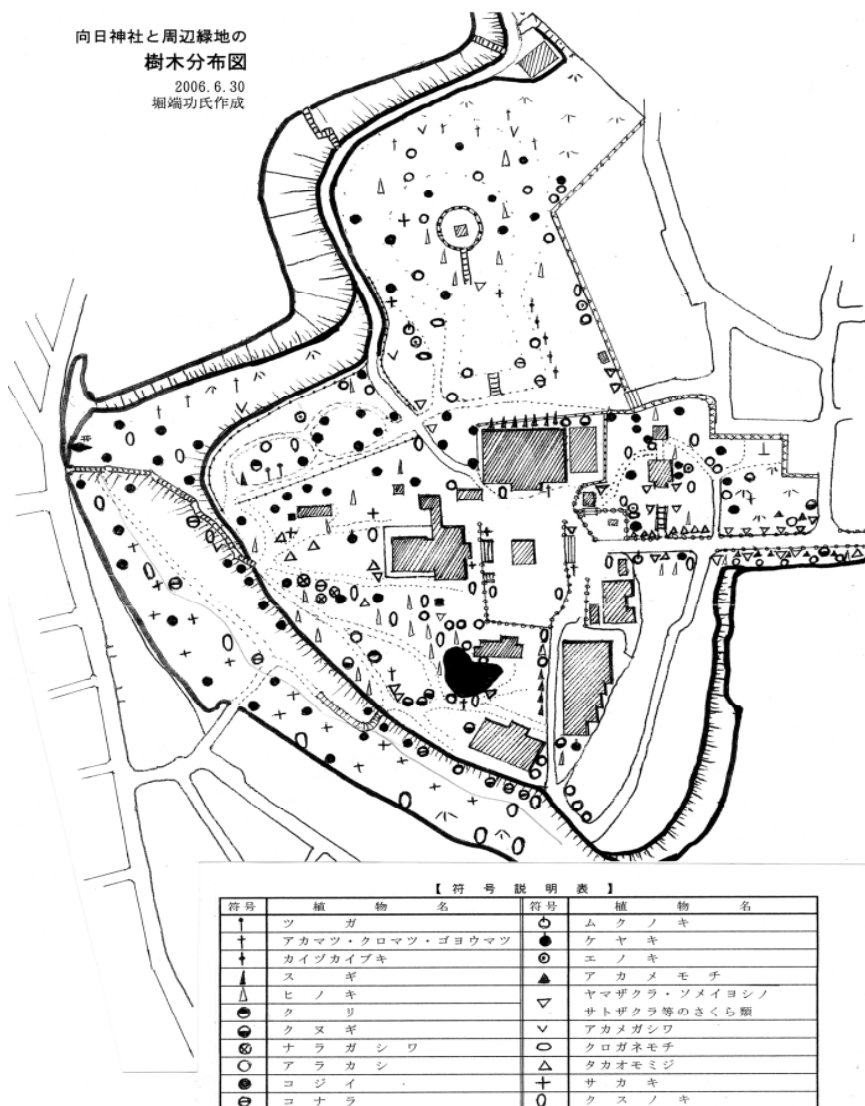 向日神社と周辺緑地の
樹木分布図
2006.6.30
堀端功氏作成
【符号説明表】
符号 植物名 符号 植物名
ツガ ムクノキ
アカマツ・クロマツ・ゴヨウマツ ケヤキ
カイヅカイブキ エノキ
スギ アカメモチ
ヒノキ ヤマザクラ・ソメイヨシノ
クリ サトザクラ等のさくら類
クヌギ アカメガシワ
ナラガシワ クロガネモチ
アラカシ タカオモミジ
コジイ サカキ
コナラ クスノキ